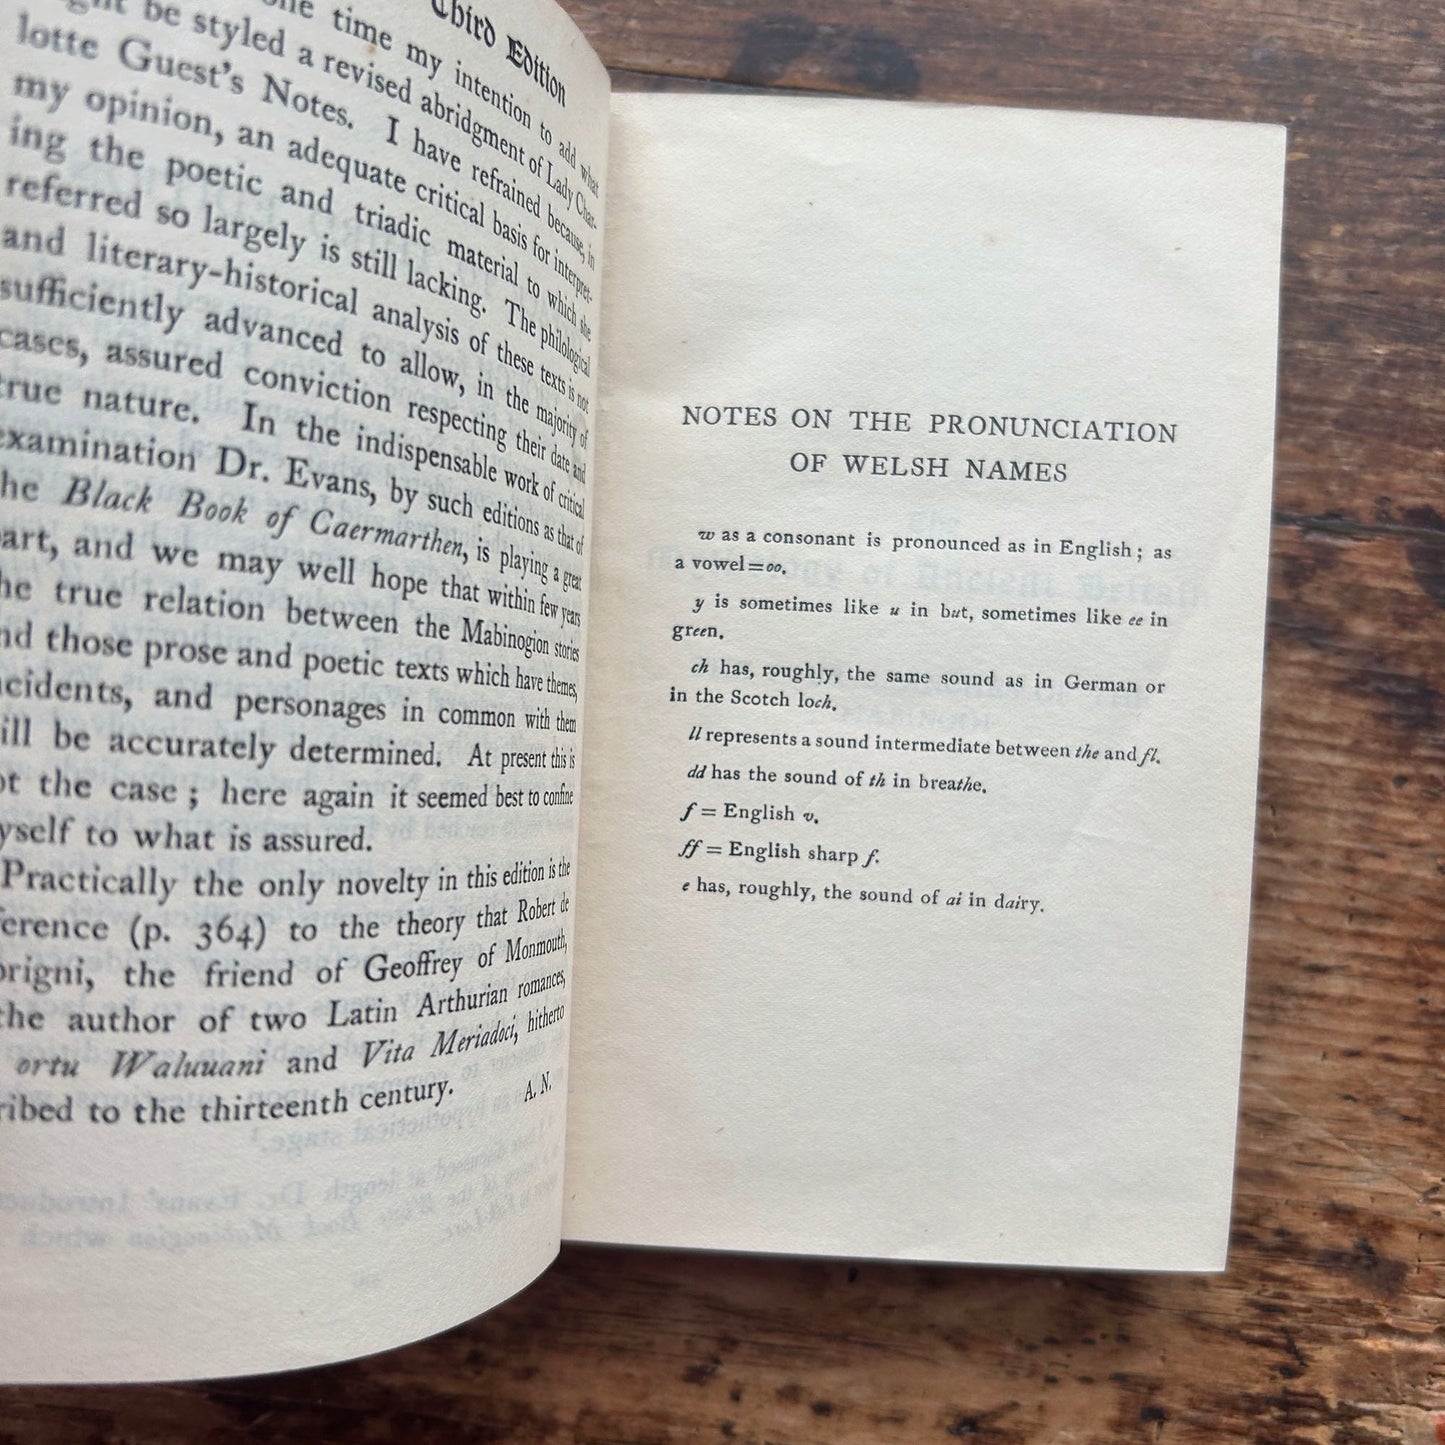 Third Edition
one time my intention to add what
be styled a revised abridgment of Lady Char-
lotte Guest's Notes. I have refrained because, in
my opinion, an adequate critical basis for interpret-
ing the poetic and triadic material to which she
referred so largely is still lacking. The philological
and literary-historical analysis of these texts is not
sufficiently advanced to allow, in the majority of
cases, assured conviction respecting their date and
true nature. In the indispensable work of critical
examination Dr. Evans, by such editions as that of
he Black Book of Caermarthen, is playing a great
art, and we may well hope that within few years
he true relation between the Mabinogion stories
nd those prose and poetic texts which have themes,
ncidents, and personages in common with them
ill be accurately determined. At present this is
ot the case ; here again it seemed best to confine
yself to what is assured.
Practically the only novelty in this edition is the
ference (p. 364) to the theory that Robert de
origni, the friend of Geoffrey of Monmouth,
the author of two Latin Arthurian romances,
ortu Waluuani and Vita Meriadoci, hitherto
ribed to the thirteenth century.
A. N.
NOTES ON THE PRONUNCIATION
OF WELSH NAMES
w as a consonant is pronounced as in English ; as
a vowel=oo.
y is sometimes like u in but, sometimes like ee in
green.
ch has, roughly, the same sound as in German or
in the Scotch loch.
ll represents a sound intermediate between the and fl.
dd has the sound of th in breathe.
f = English v.
ff = English sharp f.
e has, roughly, the sound of ai in dairy.